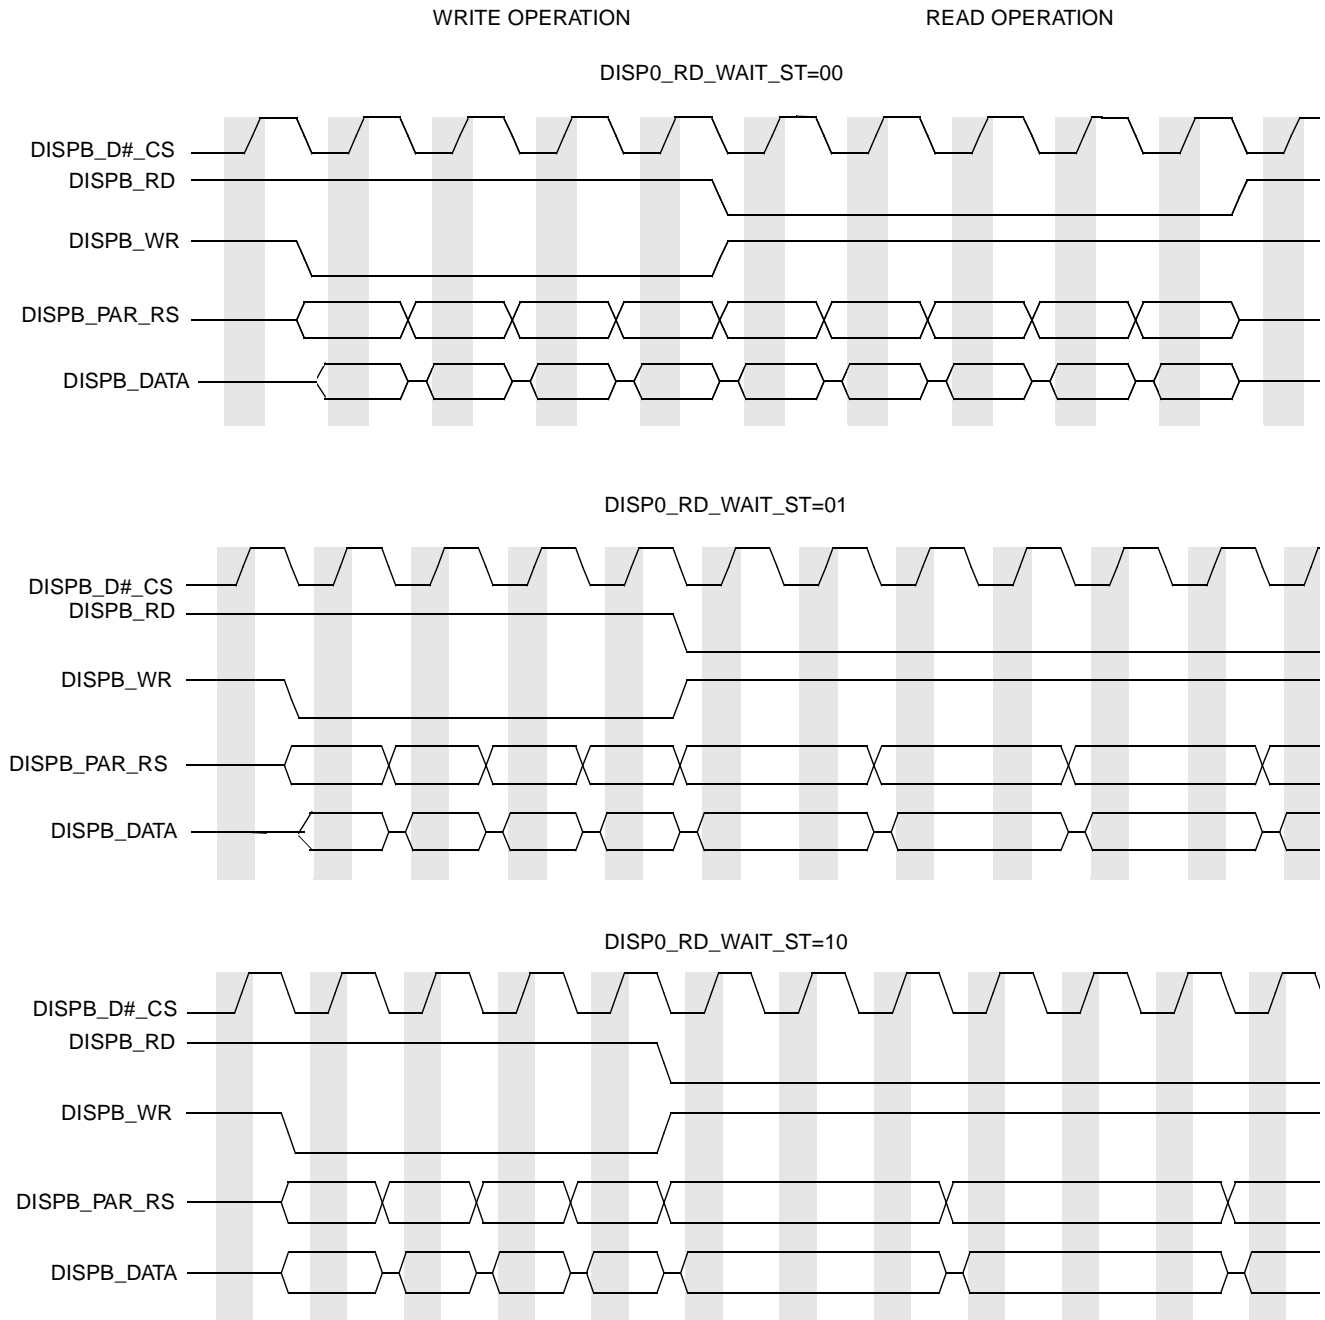 WRITE OPERATION READ OPERATION
DISP0_RD_WAIT_ST=00
DISPB_D#_CS
DISPB_RD
DISPB_WR
DISPB_PAR_RS
DISPB_DATA
DISP0_RD_WAIT_ST=01
DISPB_D#_CS
DISPB_RD
DISPB_WR
DISPB_PAR_RS
DISPB_DATA
DISP0_RD_WAIT_ST=10
DISPB_D#_CS
DISPB_RD
DISPB_WR
DISPB_PAR_RS
DISPB_DATA